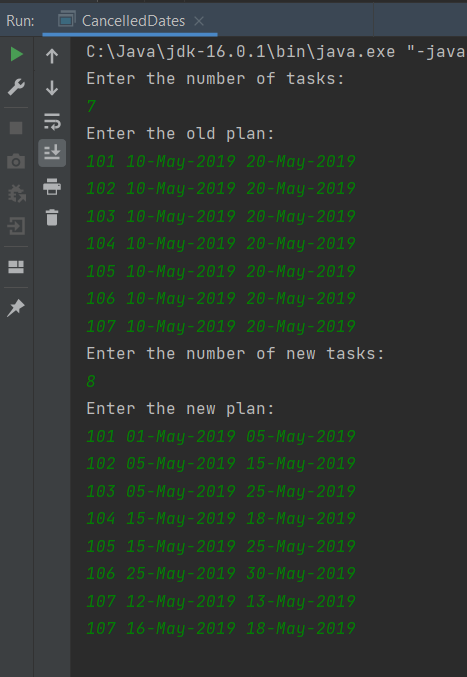 Run: CancelledDates
C:\Java\jdk-16.0.1\bin\java.exe "-java
Enter the number of tasks:
7
Enter the old plan:
101 10-May-2019 20-May-2019
102 10-May-2019 20-May-2019
103 10-May-2019 20-May-2019
104 10-May-2019 20-May-2019
105 10-May-2019 20-May-2019
106 10-May-2019 20-May-2019
107 10-May-2019 20-May-2019
Enter the number of new tasks:
8
Enter the new plan:
101 01-May-2019 05-May-2019
102 05-May-2019 15-May-2019
103 05-May-2019 25-May-2019
104 15-May-2019 18-May-2019
105 15-May-2019 25-May-2019
106 25-May-2019 30-May-2019
107 12-May-2019 13-May-2019
107 16-May-2019 18-May-2019